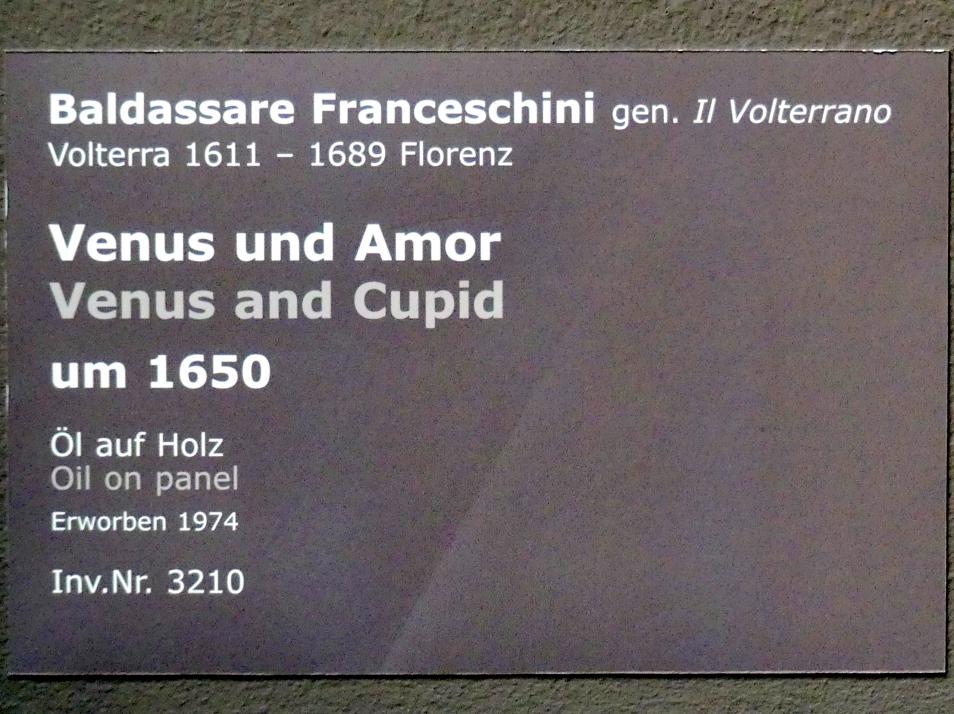 Baldassare Franceschini gen. Il Volterrano
Volterra 1611 – 1689 Florenz
Venus und Amor
Venus and Cupid
um 1650
Öl auf Holz
Oil on panel
Erworben 1974
Inv.Nr. 3210